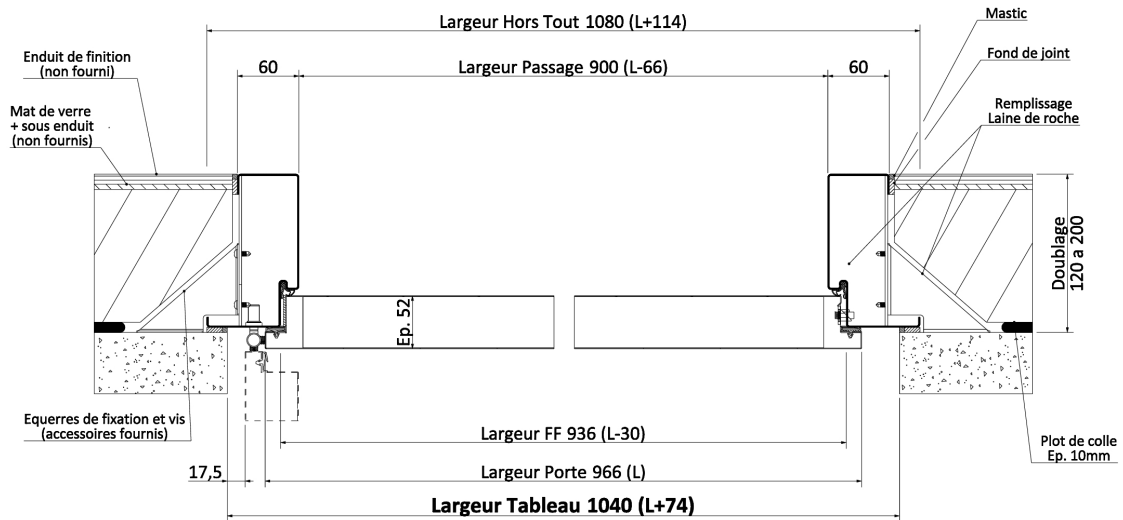 Largeur Hors Tout 1080 (L+114)
Mastic
Enduit de finition
(non fourni)
60
Largeur Passage 900 (L-66)
60
Fond de joint
Mat de verre
+ sous enduit
(non fournis)
Remplissage
Laine de roche
Doublage
120 a 200
Ep. 52
Equerres de fixation et vis
(accessoires fournis)
Largeur FF 936 (L-30)
Plot de colle
Ep. 10mm
17,5
Largeur Porte 966 (L)
Largeur Tableau 1040 (L+74)